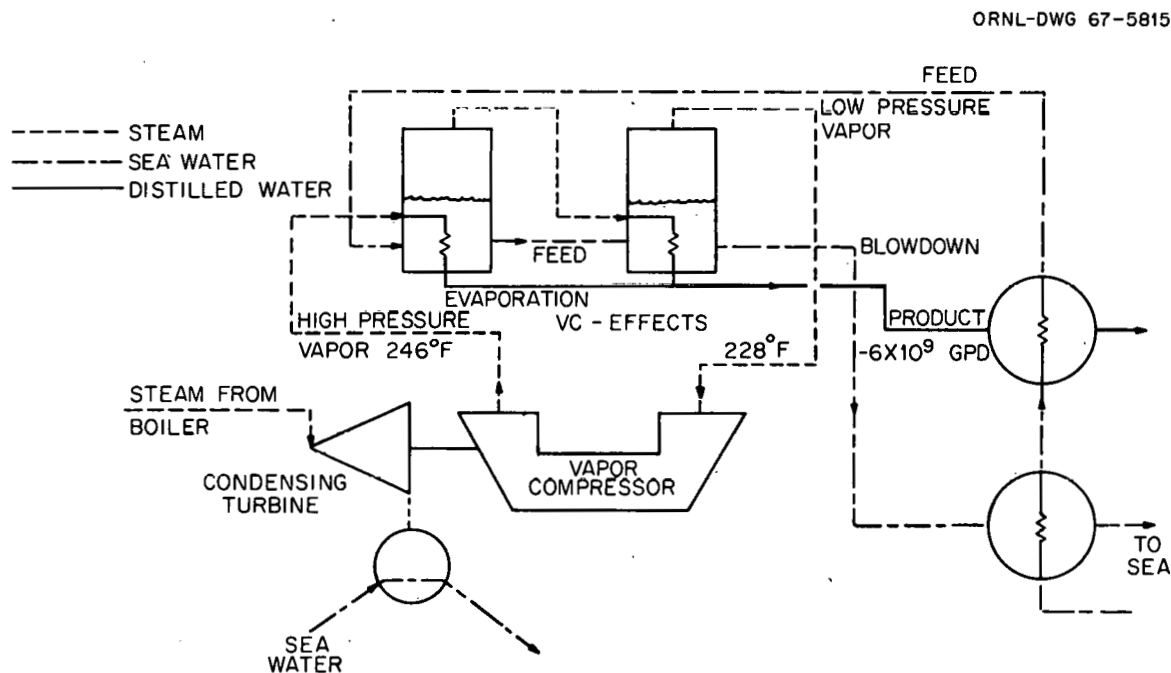 ORNL-DWG 67-5815
FEED
LOW PRESSURE
VAPOR
STEAM
SEA WATER
DISTILLED WATER
FEED
BLOWDOWN
EVAPORATION
VC - EFFECTS
HIGH PRESSURE
VAPOR 246°F
228°F
PRODUCT
-6X10⁹ GPD
STEAM FROM
BOILER
CONDENSING
TURBINE
VAPOR
COMPRESSOR
TO
SEA
SEA
WATER